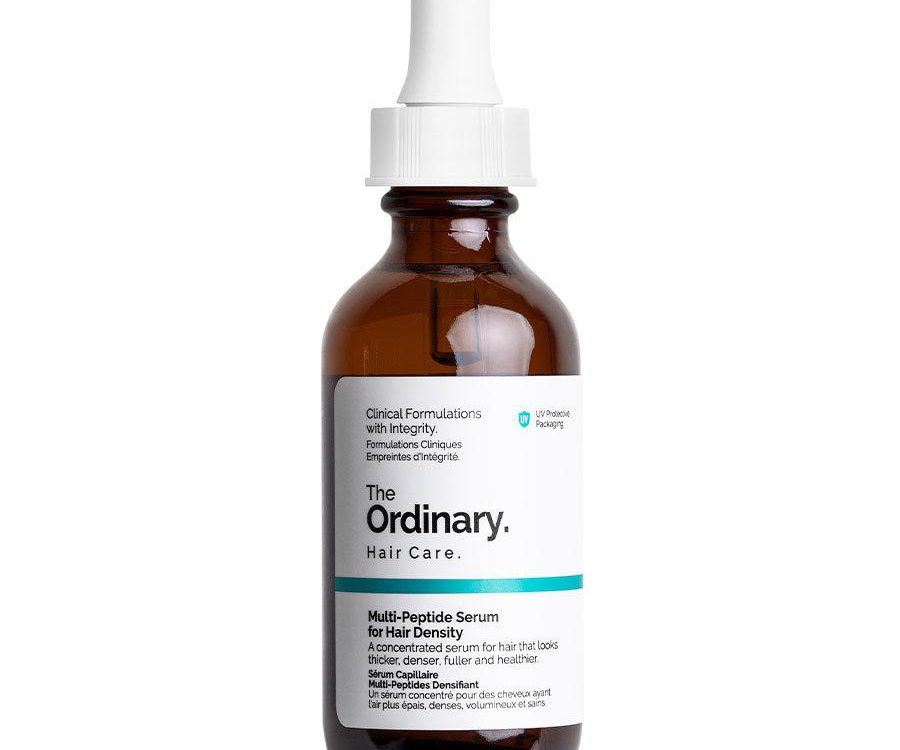 Clinical Formulations
with Integrity.
Formulations Cliniques
Empreintes d'Intégrité.
UV
UV Protective
Packaging
The
Ordinary.
Hair Care.
Multi-Peptide Serum
for Hair Density
A concentrated serum for hair that looks
thicker, denser, fuller and healthier.
Sérum Capillaire
Multi-Peptides Densifiant
Un sérum concentré pour des cheveux ayant
l'air plus épais, denses, volumineux et sains.